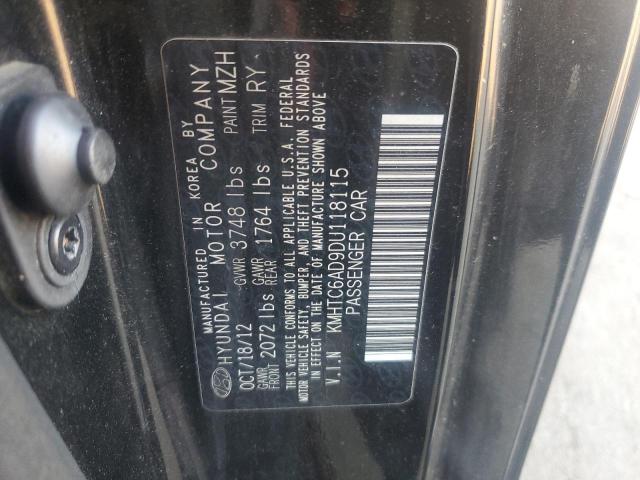 MANUFACTURED IN KOREA BY
HYUNDAI MOTOR COMPANY
OCT/18/12 GVWR 3748 lbs PAINT MZH
GAWR FRONT 2072 lbs GAWR REAR 1764 lbs TRIM RY
THIS VEHICLE CONFORMS TO ALL APPLICABLE U.S.A. FEDERAL
MOTOR VEHICLE SAFETY, BUMPER, AND THEFT PREVENTION STANDARDS
IN EFFECT ON THE DATE OF MANUFACTURE SHOWN ABOVE
V.I.N KMHTC6AD9DU118115
PASSENGER CAR